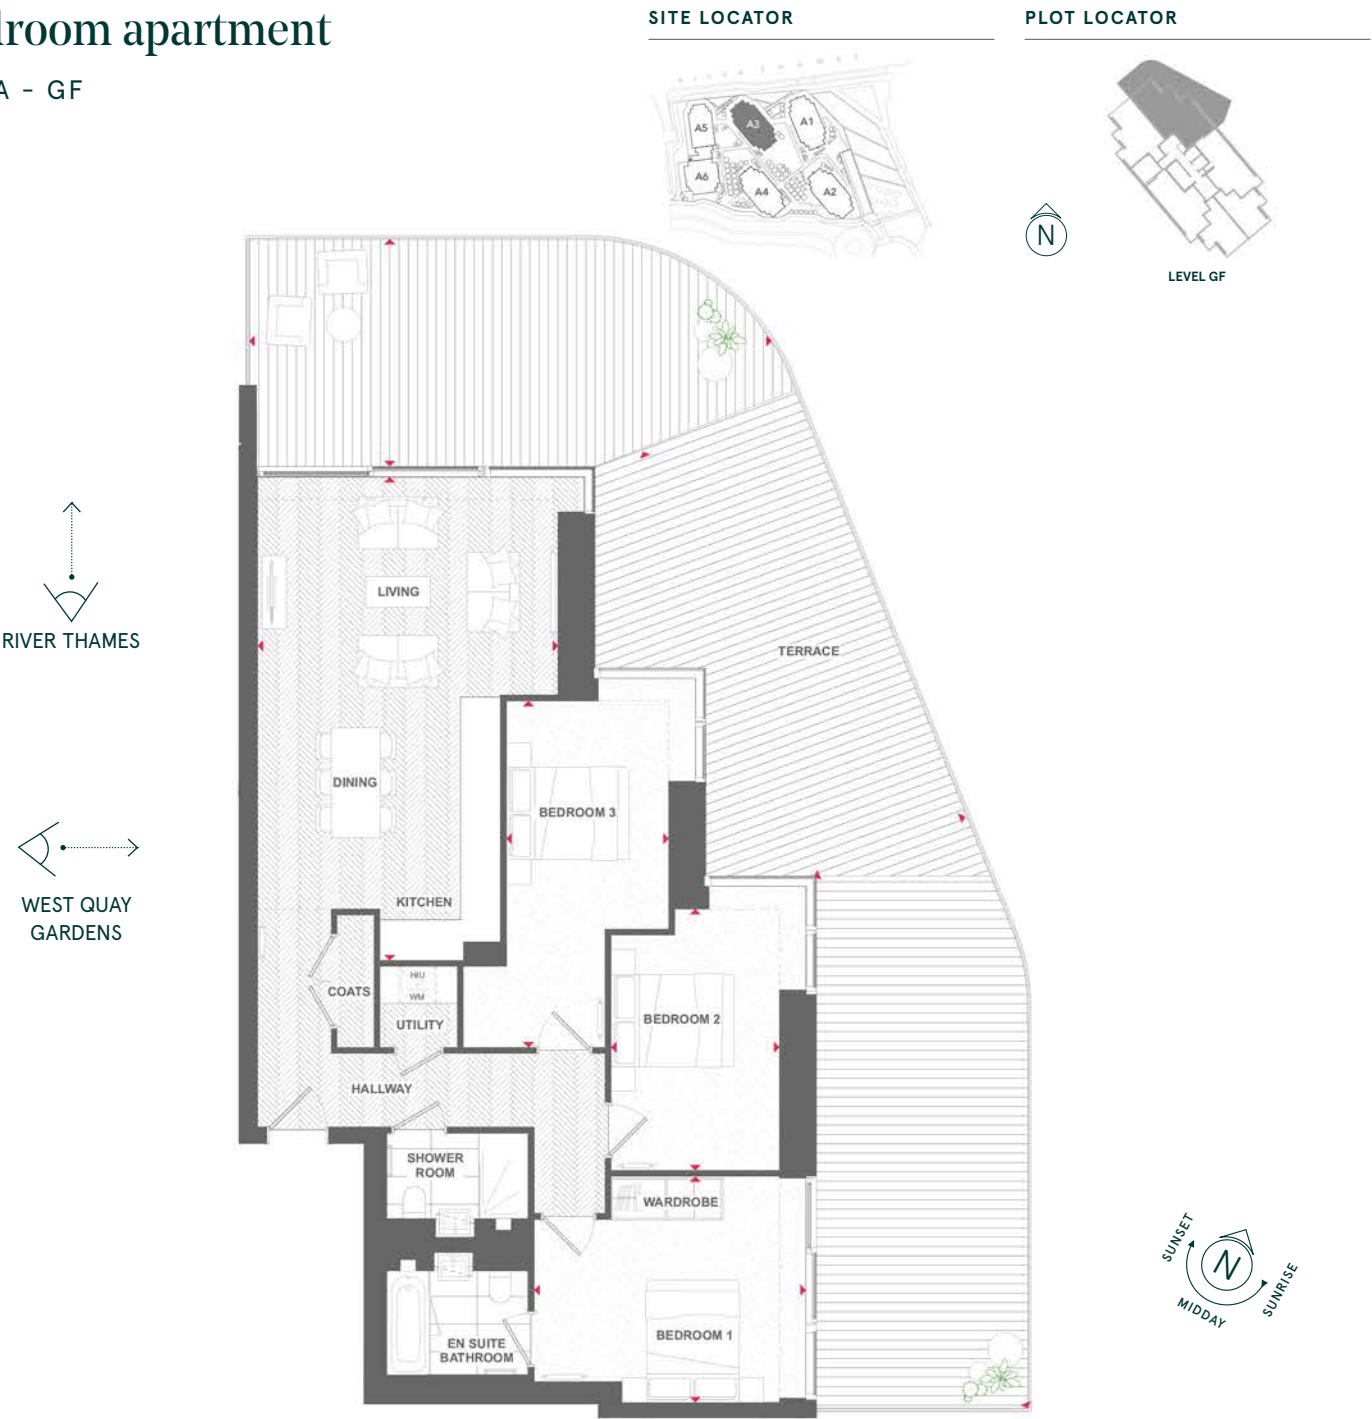 droom apartment
A - GF
SITE LOCATOR
PLOT LOCATOR
RIVER THAMES
A5
A3
A1
A6
A4
A2
N
LEVEL GF
LIVING
RIVER THAMES
TERRACE
DINING
BEDROOM 3
KITCHEN
WEST QUAY
GARDENS
HIU
WM
COATS
UTILITY
BEDROOM 2
HALLWAY
SHOWER
ROOM
WARDROBE
SUNSET
N
SUNRISE
MIDDAY
BEDROOM 1
EN SUITE
BATHROOM